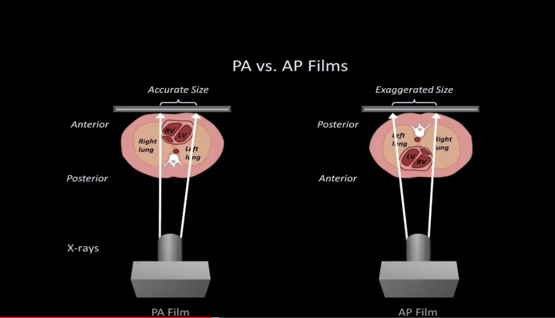 PA vs. AP Films
Accurate Size
Exaggerated Size
Anterior
Posterior
RV
LV
Right
lung
Left
lung
Left
lung
Right
lung
LV
RV
Posterior
Anterior
X-rays
PA Film
AP Film